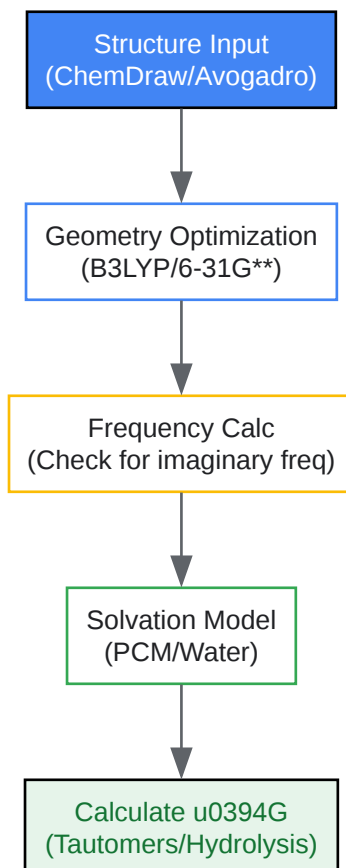 Structure Input
(ChemDraw/Avogadro)
Geometry Optimization
(B3LYP/6-31G**)
Frequency Calc
(Check for imaginary freq)
Solvation Model
(PCM/Water)
Calculate u0394G
(Tautomers/Hydrolysis)